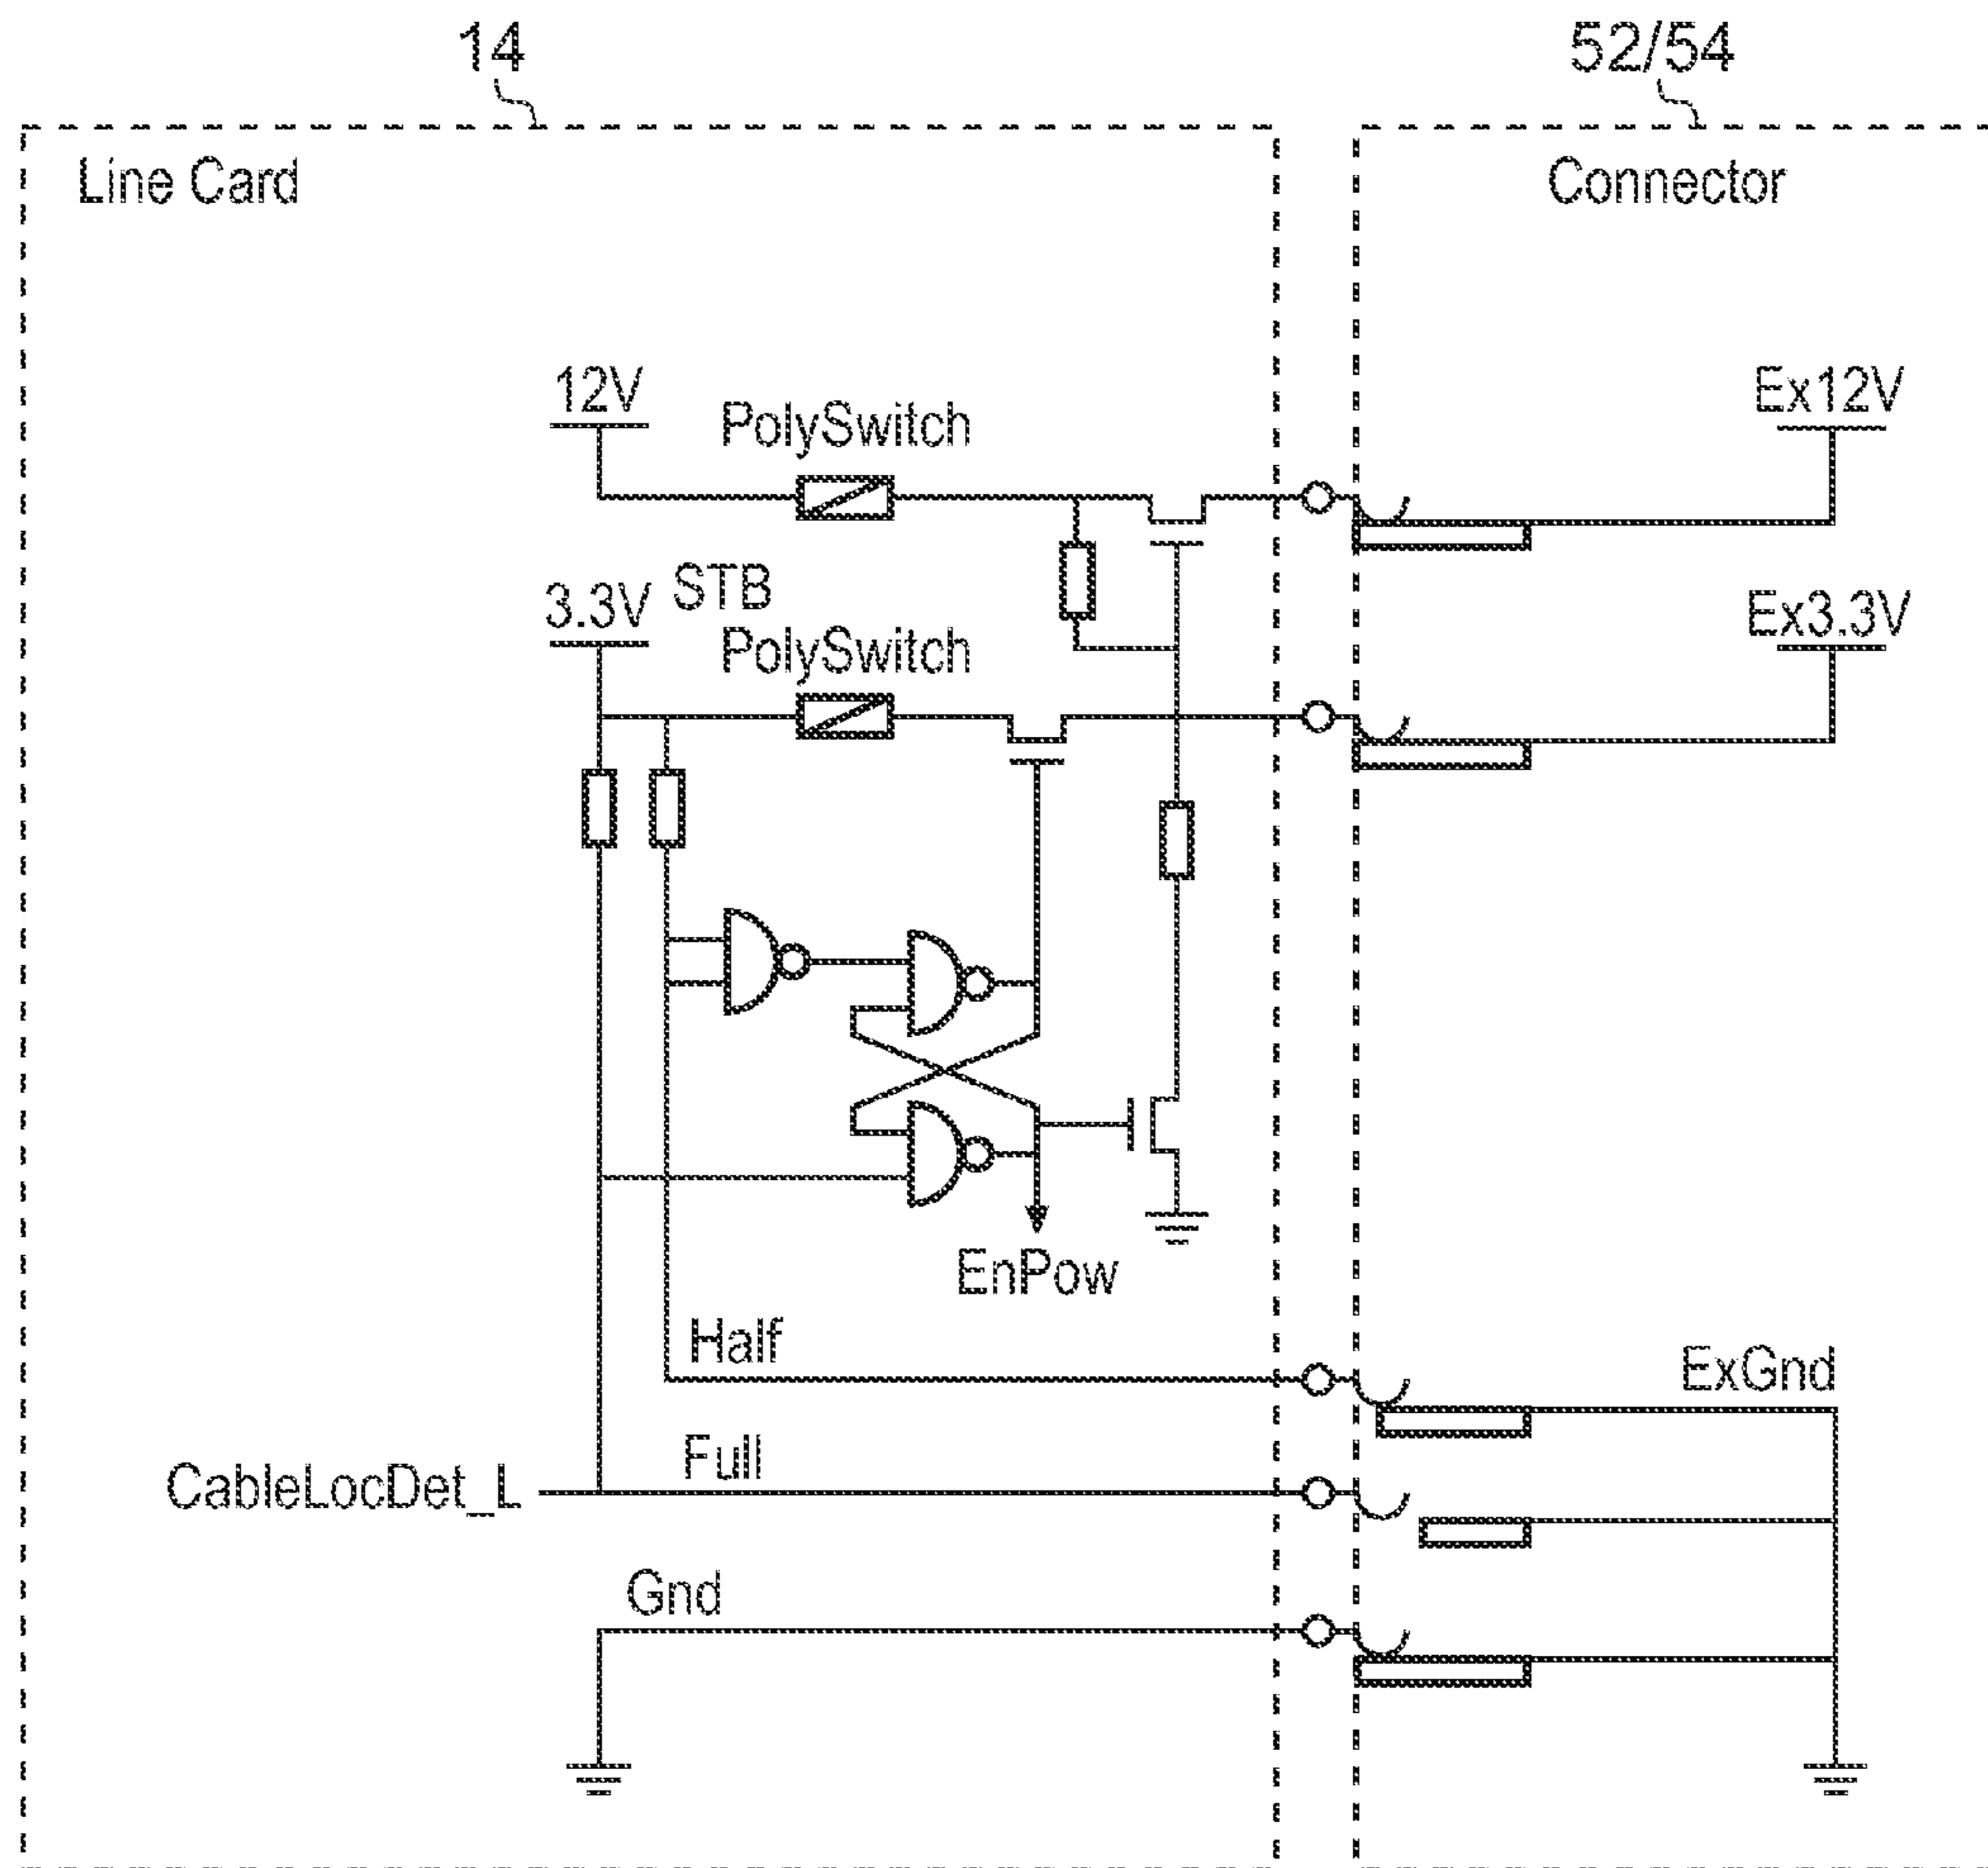 14
52/54
Line Card
Connector
12V
PolySwitch
Ex12V
3.3V
STB
PolySwitch
Ex3.3V
EnPow
Half
ExGnd
Full
CableLocDet_L
Gnd